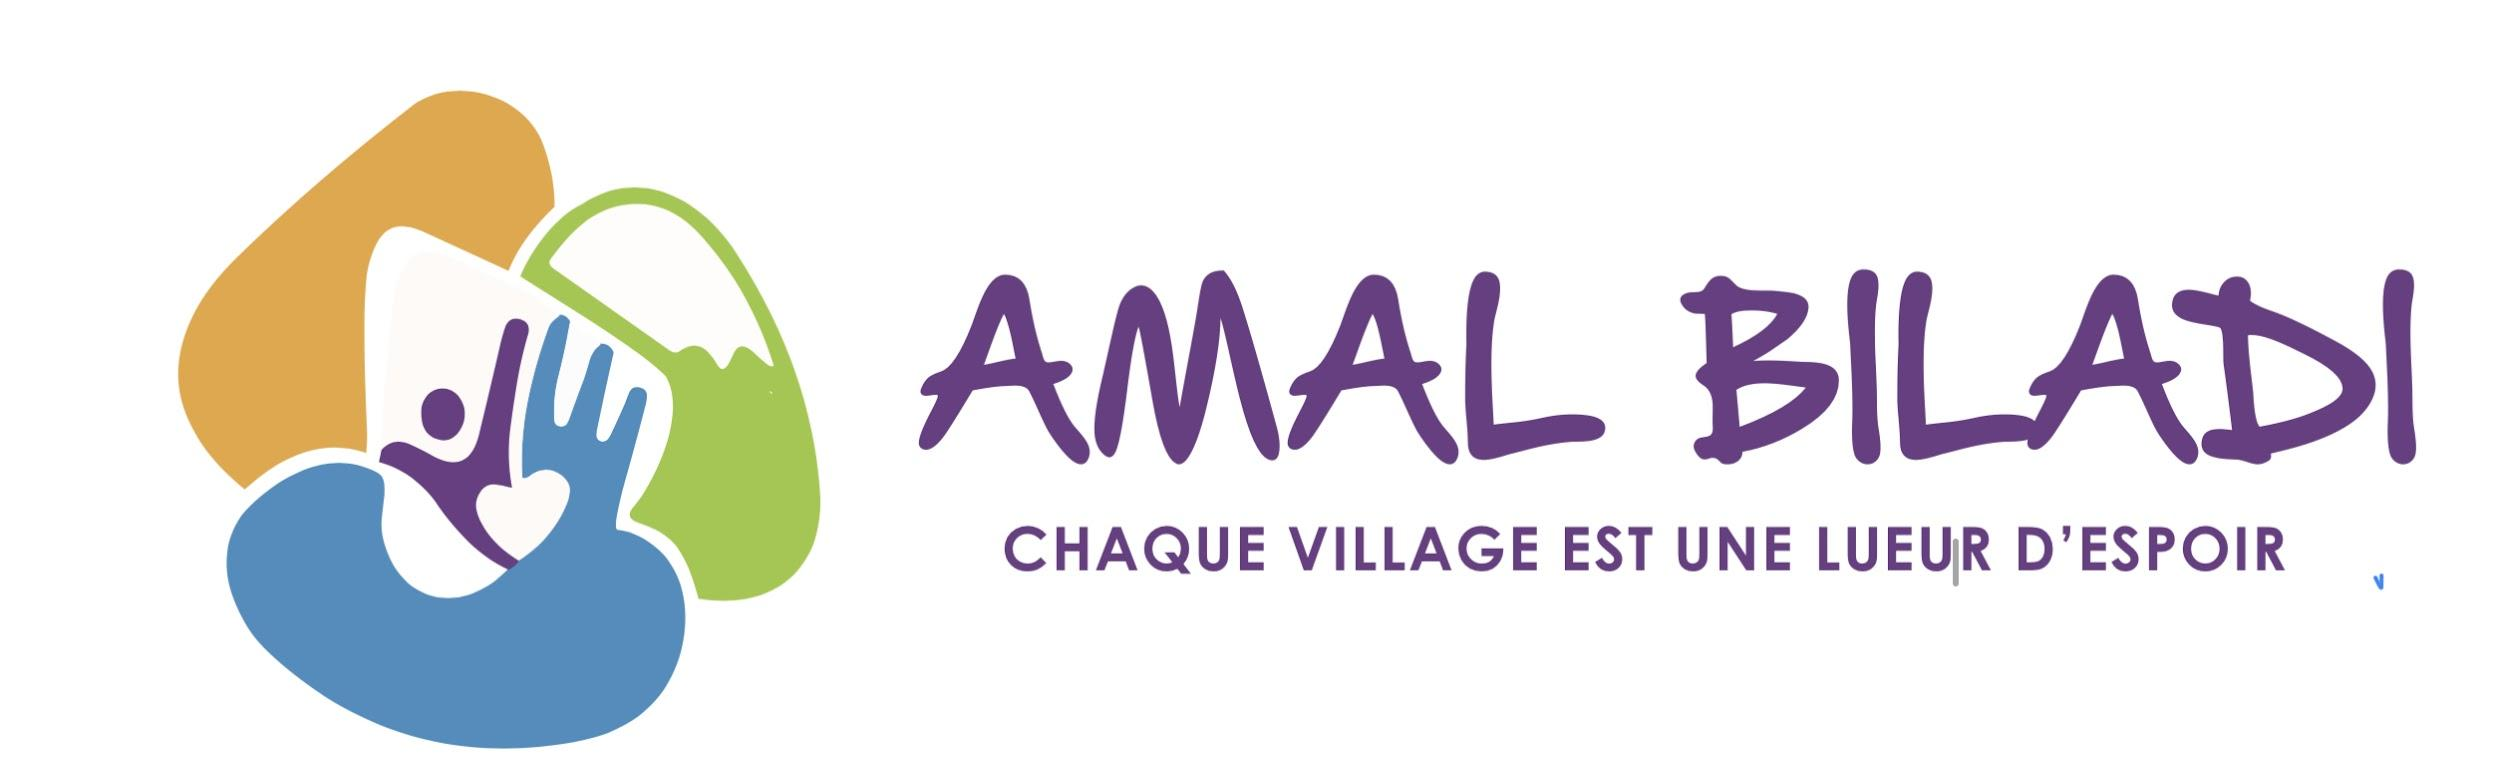 AMAL BILADI
CHAQUE VILLAGE EST UNE LUEUR D'ESPOIR